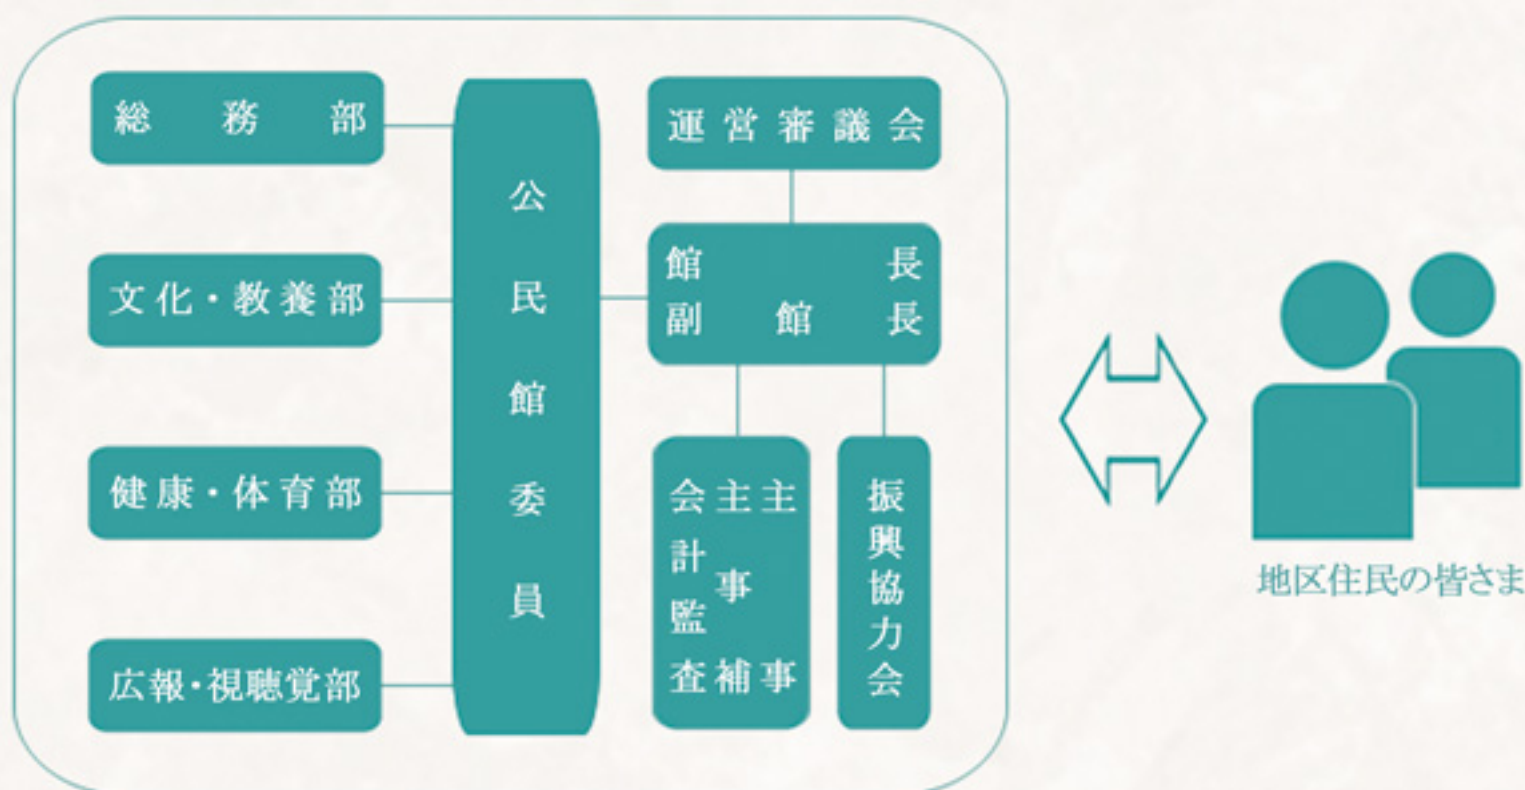 総務部
文化・教養部
健康・体育部
広報・視聴覚部
公民館委員
運営審議会
館長
副館長
主事
主事補
会計監査
振興協力会
地区住民の皆さま